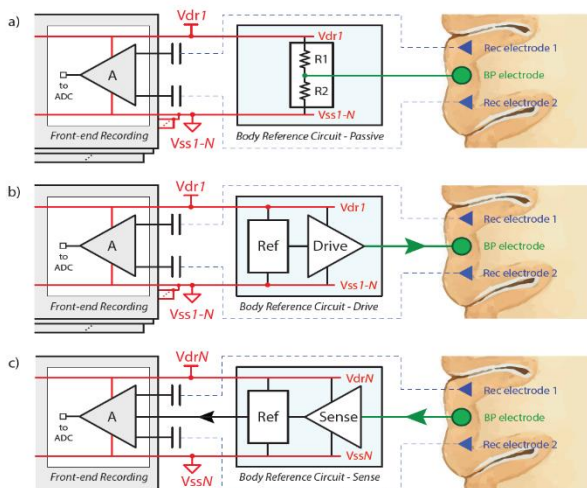 a)
Vdr1
Vdr1
R1
R2
A
to
ADC
Front-end Recording
Vss1-N
Vss1-N
Body Reference Circuit - Passive
Rec electrode 1
BP electrode
Rec electrode 2
b)
Vdr1
Vdr1
Ref
Drive
A
to
ADC
Front-end Recording
Vss1-N
Vss1-N
Body Reference Circuit - Drive
Rec electrode 1
BP electrode
Rec electrode 2
c)
VdrN
VdrN
Ref
Sense
A
to
ADC
Front-end Recording
VssN
VssN
Body Reference Circuit - Sense
Rec electrode 1
BP electrode
Rec electrode 2